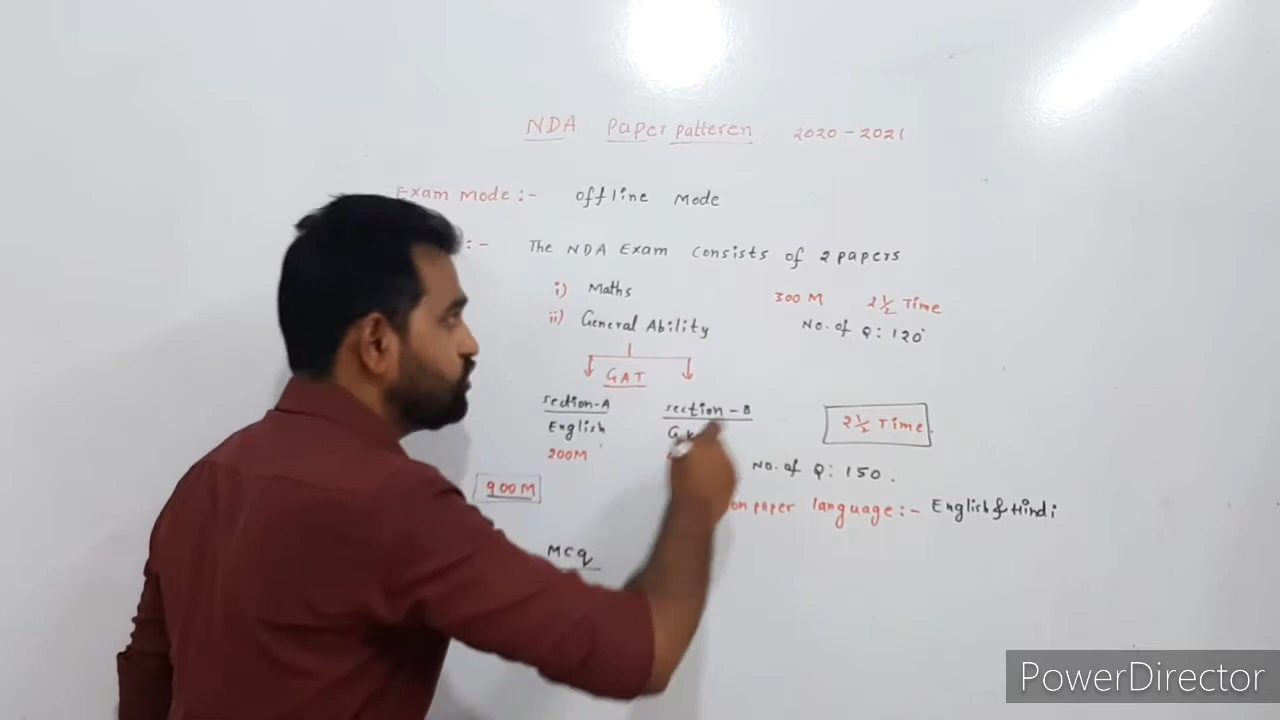 NDA Paper patteren 2020-2021
Exam Mode:- offline Mode
:- The NDA Exam consists of 2 papers
i) Maths 300 M 2½ Time
ii) General Ability No. of Q: 120
GAT
section-A section-B
English 2½ Time
200M No. of Q: 150.
900M
paper language:- English & Hindi
MCQ
PowerDirector